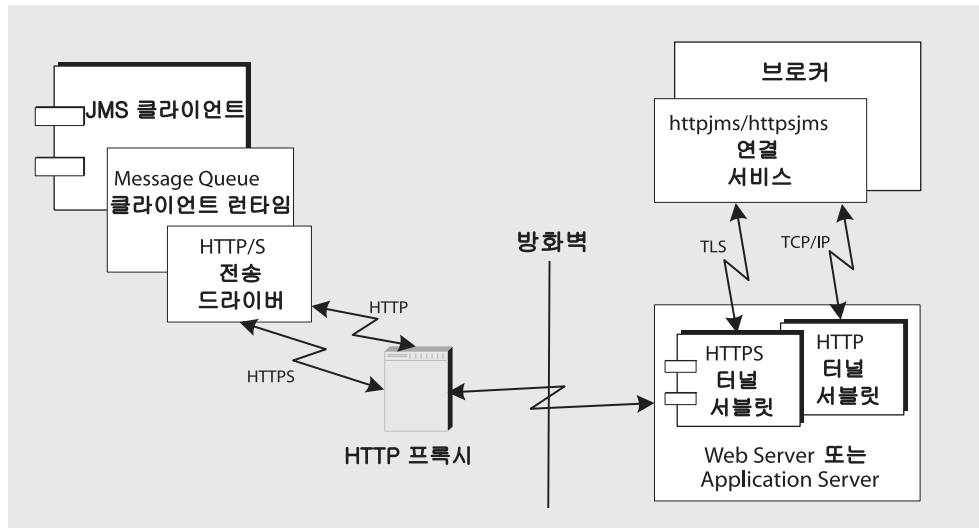 JMS 클라이언트
Message Queue
클라이언트 런타임
HTTP/S
전송
드라이버
HTTP
HTTPS
HTTP 프록시
방화벽
브로커
httpjms/httpsjms
연결
서비스
TLS
TCP/IP
HTTPS
터널
서블릿
HTTP
터널
서블릿
Web Server 또는
Application Server